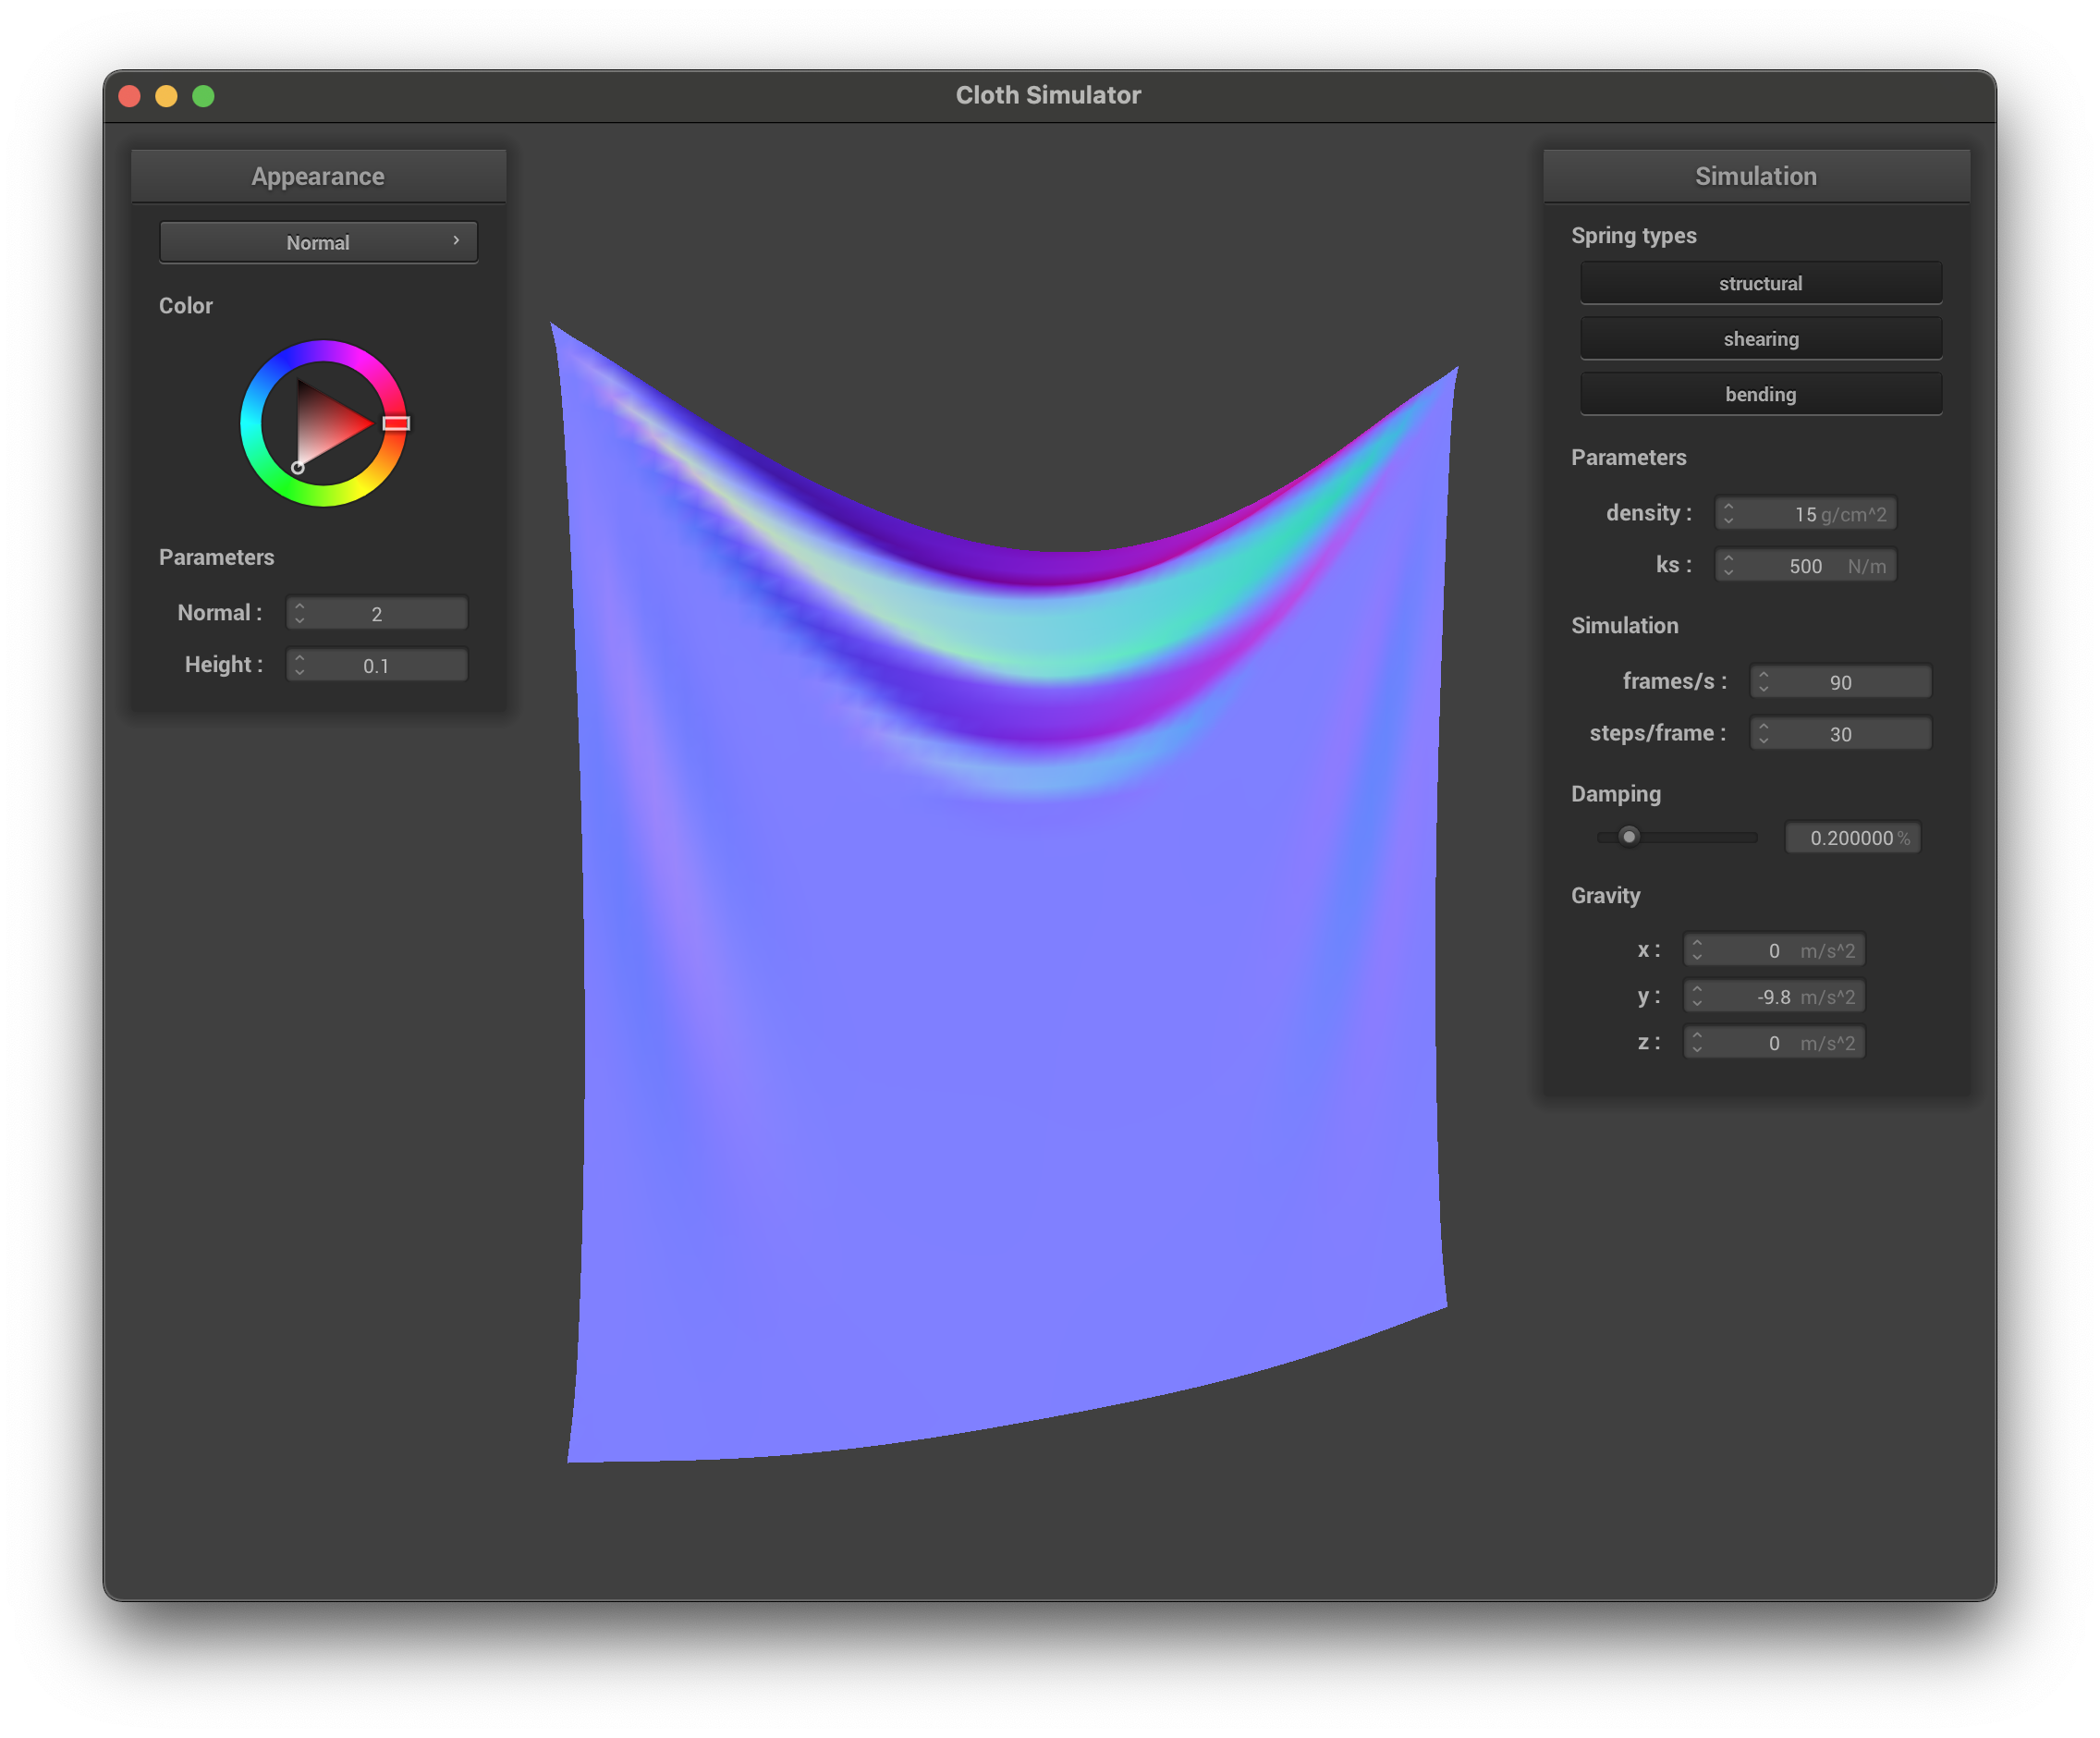 Cloth Simulator
Appearance
Normal
Color
Parameters
Normal : 2
Height : 0.1
Simulation
Spring types
structural
shearing
bending
Parameters
density : 15 g/cm^2
ks : 500 N/m
Simulation
frames/s : 90
steps/frame : 30
Damping
0.200000 %
Gravity
x : 0 m/s^2
y : -9.8 m/s^2
z : 0 m/s^2